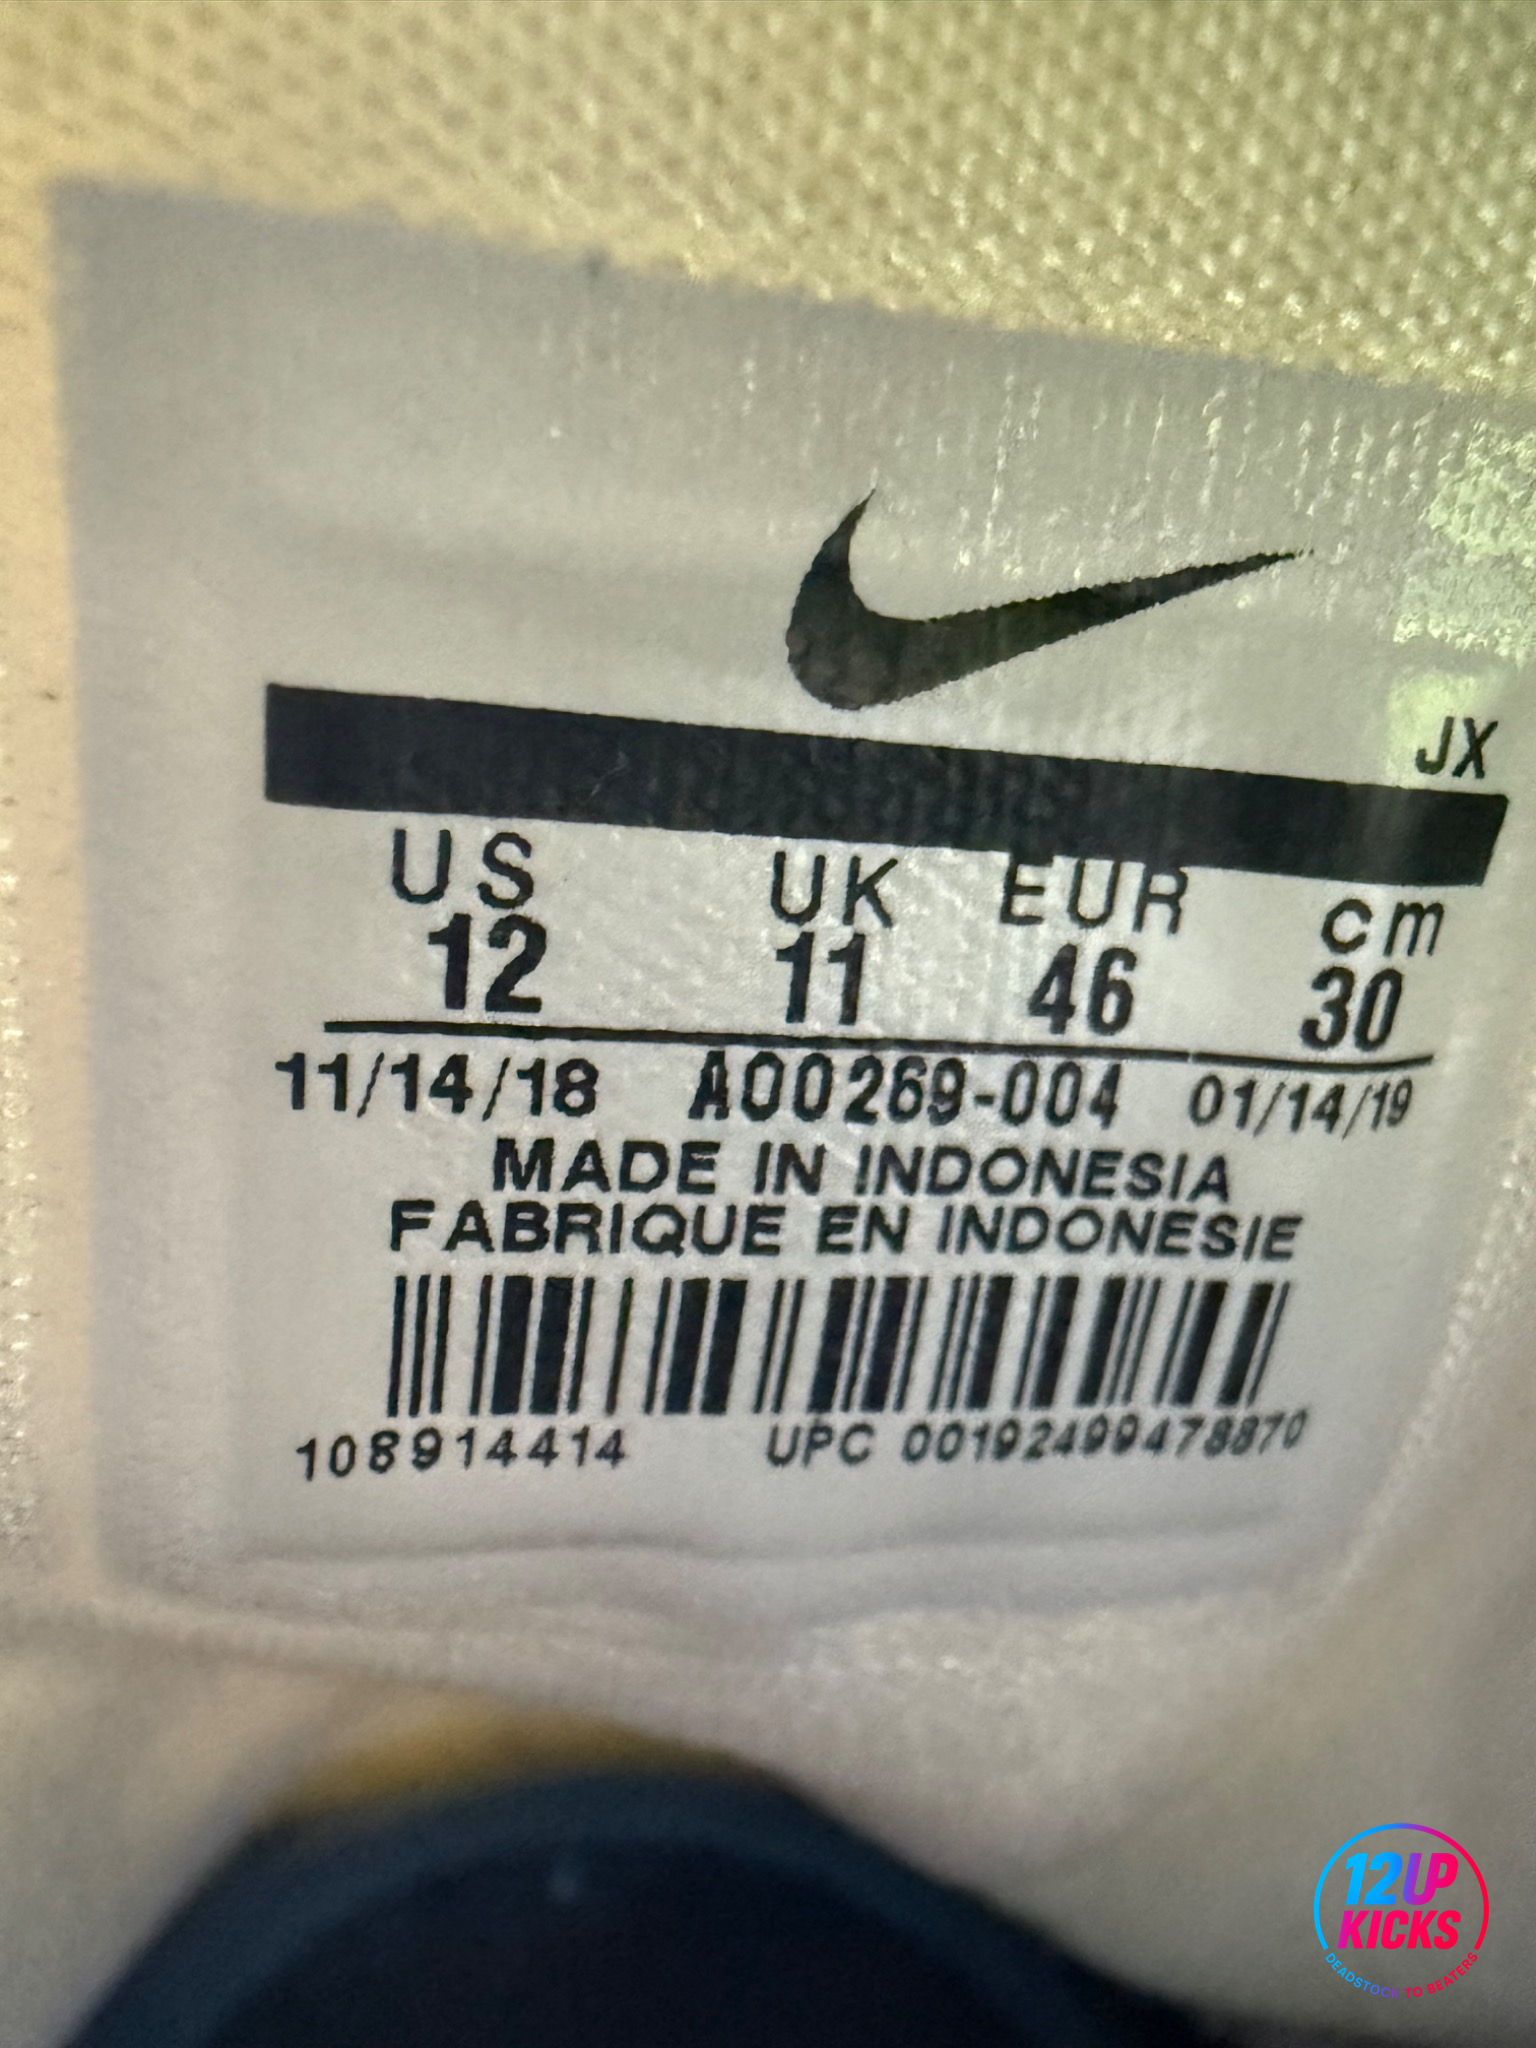 JX
US UK EUR cm
12 11 46 30
11/14/18 AO0269-004 01/14/19
MADE IN INDONESIA
FABRIQUE EN INDONESIE
108914414 UPC 00192499478870
12UP
KICKS
DEADSTOCK TO BEATERS